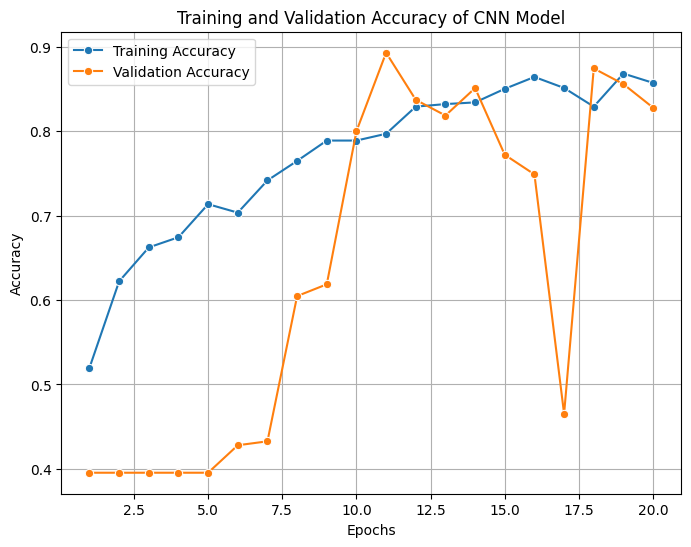 Training and Validation Accuracy of CNN Model
Training Accuracy
Validation Accuracy
0.9
0.8
0.7
0.6
0.5
0.4
Accuracy
2.5 5.0 7.5 10.0 12.5 15.0 17.5 20.0
Epochs